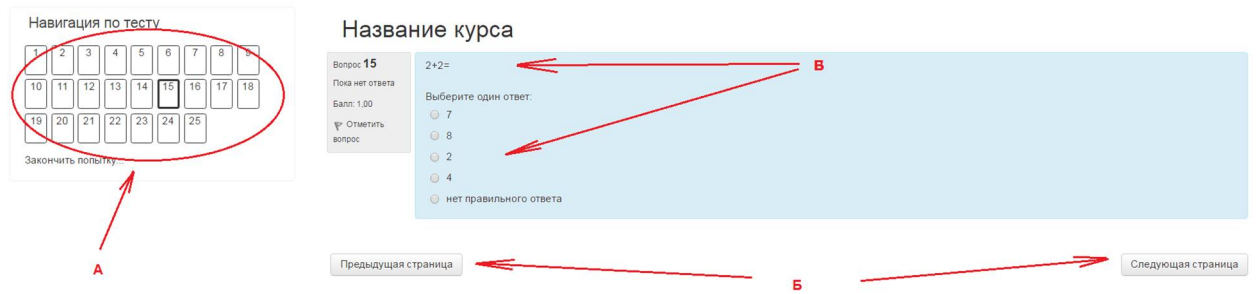 Навигация по тесту
1 2 3 4 5 6 7 8 9
10 11 12 13 14 15 16 17 18
19 20 21 22 23 24 25
Закончить попытку...
А
Название курса
Вопрос 15
Пока нет ответа
Балл: 1,00
Отметить
вопрос
2+2=
В
Выберите один ответ:
7
8
2
4
нет правильного ответа
Предыдущая страница
Б
Следующая страница